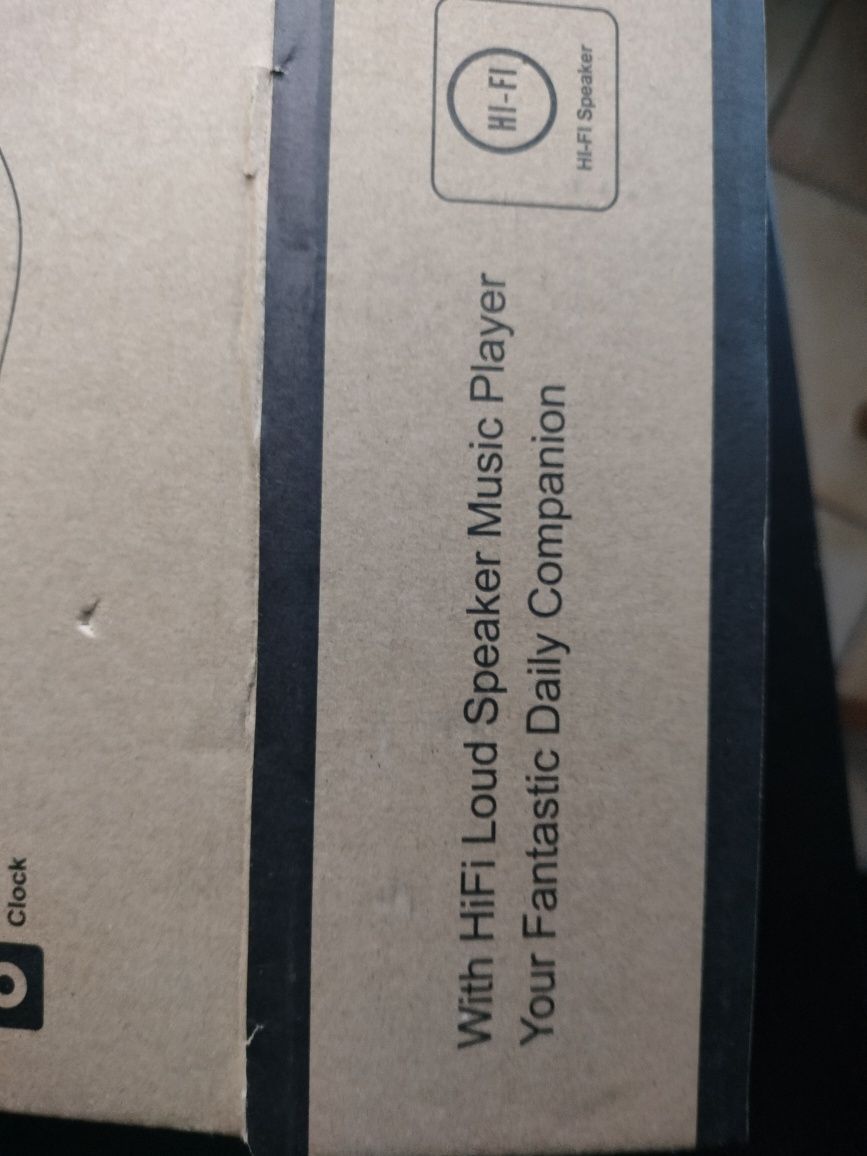 HI-FI
HI-FI Speaker
With HiFi Loud Speaker Music Player
Your Fantastic Daily Companion
Clock